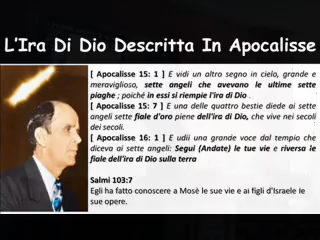 L'Ira Di Dio Descritta In Apocalisse
[ Apocalisse 15: 1 ] E vidi un altro segno in cielo, grande e
meraviglioso, sette angeli che avevano le ultime sette
piaghe ; poiché in essi si riempie l'ira di Dio .
[ Apocalisse 15: 7 ] E una delle quattro bestie diede ai sette
angeli sette fiale d'oro piene dell'ira di Dio, che vive nei secoli
dei secoli.
[ Apocalisse 16: 1 ] E udii una grande voce dal tempio che
diceva ai sette angeli: Segui (Andate) le tue vie e riversa le
fiale dell'ira di Dio sulla terra
Salmi 103:7
Egli ha fatto conoscere a Mosè le sue vie e ai figli d'Israele le
sue opere.